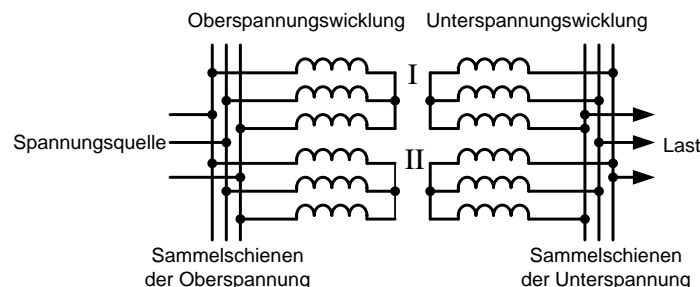 Oberspannungswicklung
Unterspannungswicklung
I
Spannungsquelle
II
Last
Sammelschienen
der Oberspannung
Sammelschienen
der Unterspannung